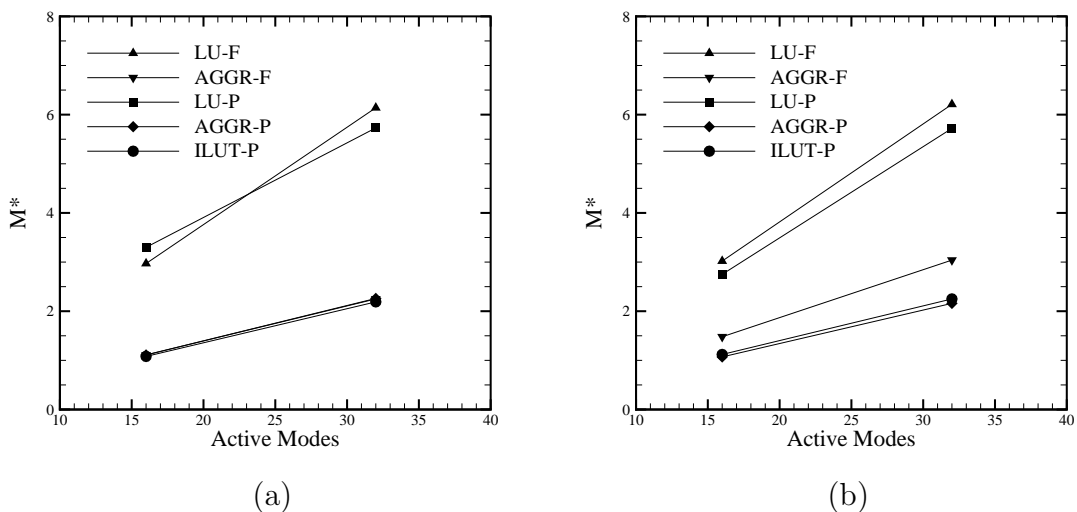 8
6
4
2
0
M*
LU-F
AGGR-F
LU-P
AGGR-P
ILUT-P
10 15 20 25 30 35 40
Active Modes
(a)
8
6
4
2
0
M*
LU-F
AGGR-F
LU-P
AGGR-P
ILUT-P
10 15 20 25 30 35 40
Active Modes
(b)